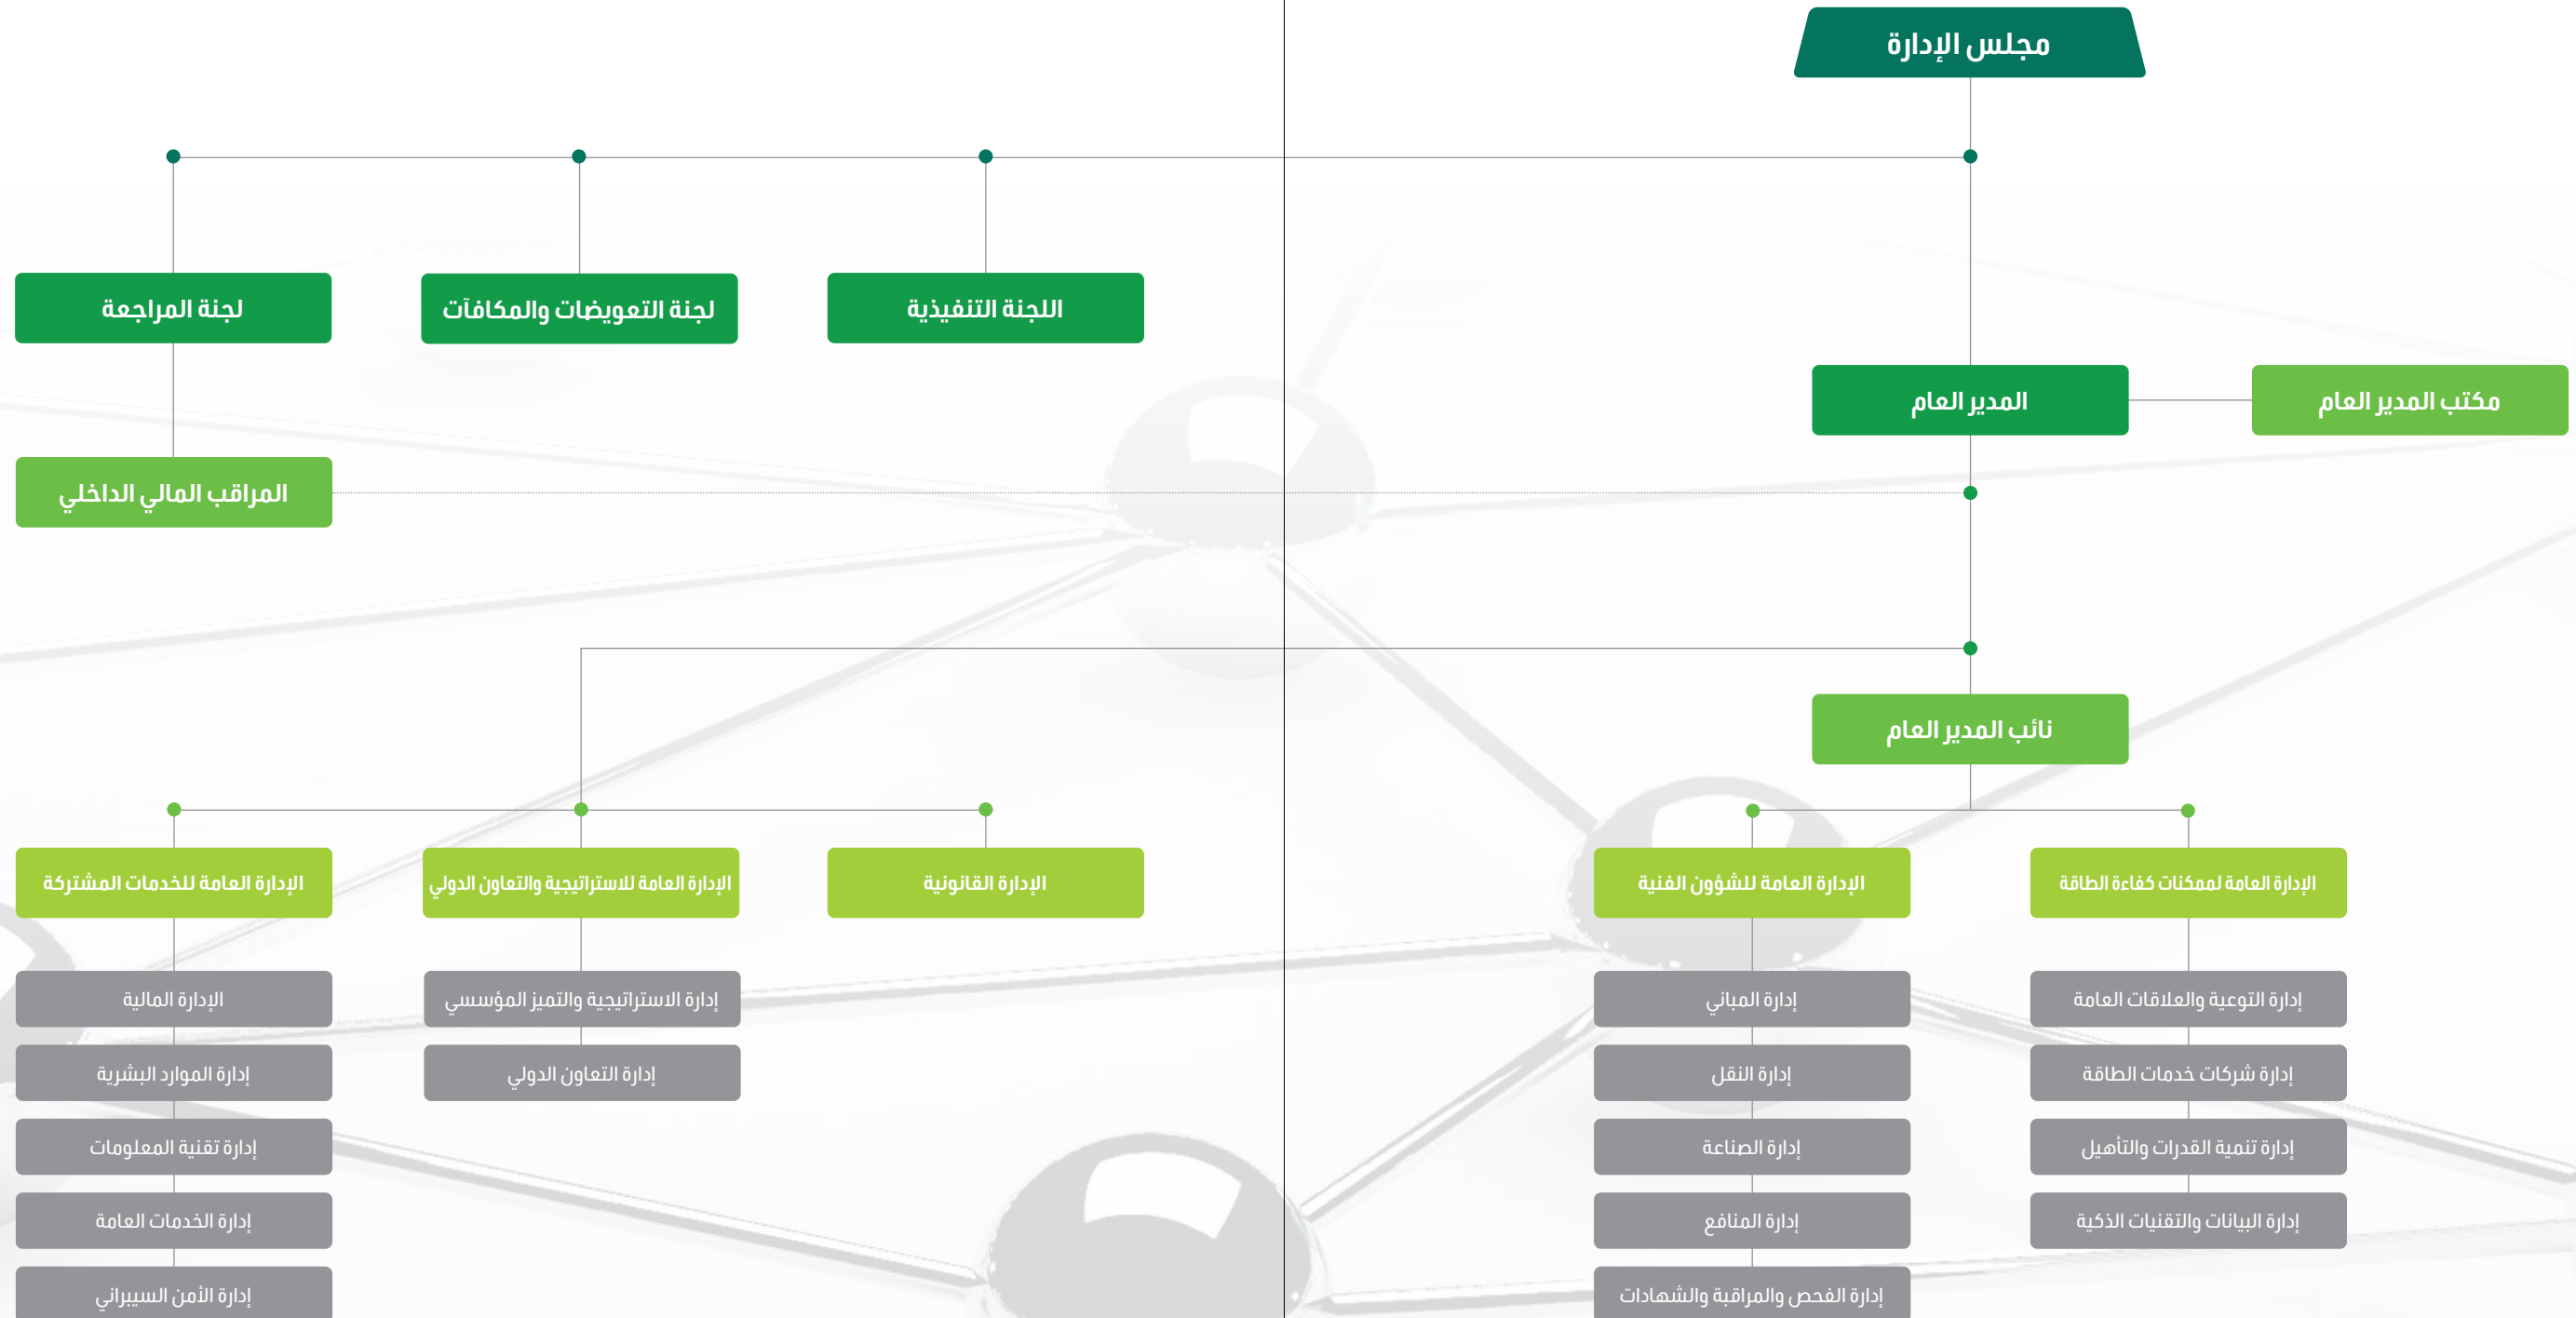 مجلس الإدارة
اللجنة التنفيذية
لجنة التعويضات والمكافآت
لجنة المراجعة
مكتب المدير العام
المدير العام
المراقب المالي الداخلي
نائب المدير العام
الإدارة العامة لممكنات كفاءة الطاقة
الإدارة العامة للشؤون الفنية
الإدارة القانونية
الإدارة العامة للاستراتيجية والتعاون الدولي
الإدارة العامة للخدمات المشتركة
إدارة التوعية والعلاقات العامة
إدارة المباني
إدارة الاستراتيجية والتميز المؤسسي
الإدارة المالية
إدارة شركات خدمات الطاقة
إدارة النقل
إدارة التعاون الدولي
إدارة الموارد البشرية
إدارة تنمية القدرات والتأهيل
إدارة الصناعة
إدارة تقنية المعلومات
إدارة البيانات والتقنيات الذكية
إدارة المنافع
إدارة الخدمات العامة
إدارة الفحص والمراقبة والشهادات
إدارة الأمن السيبراني